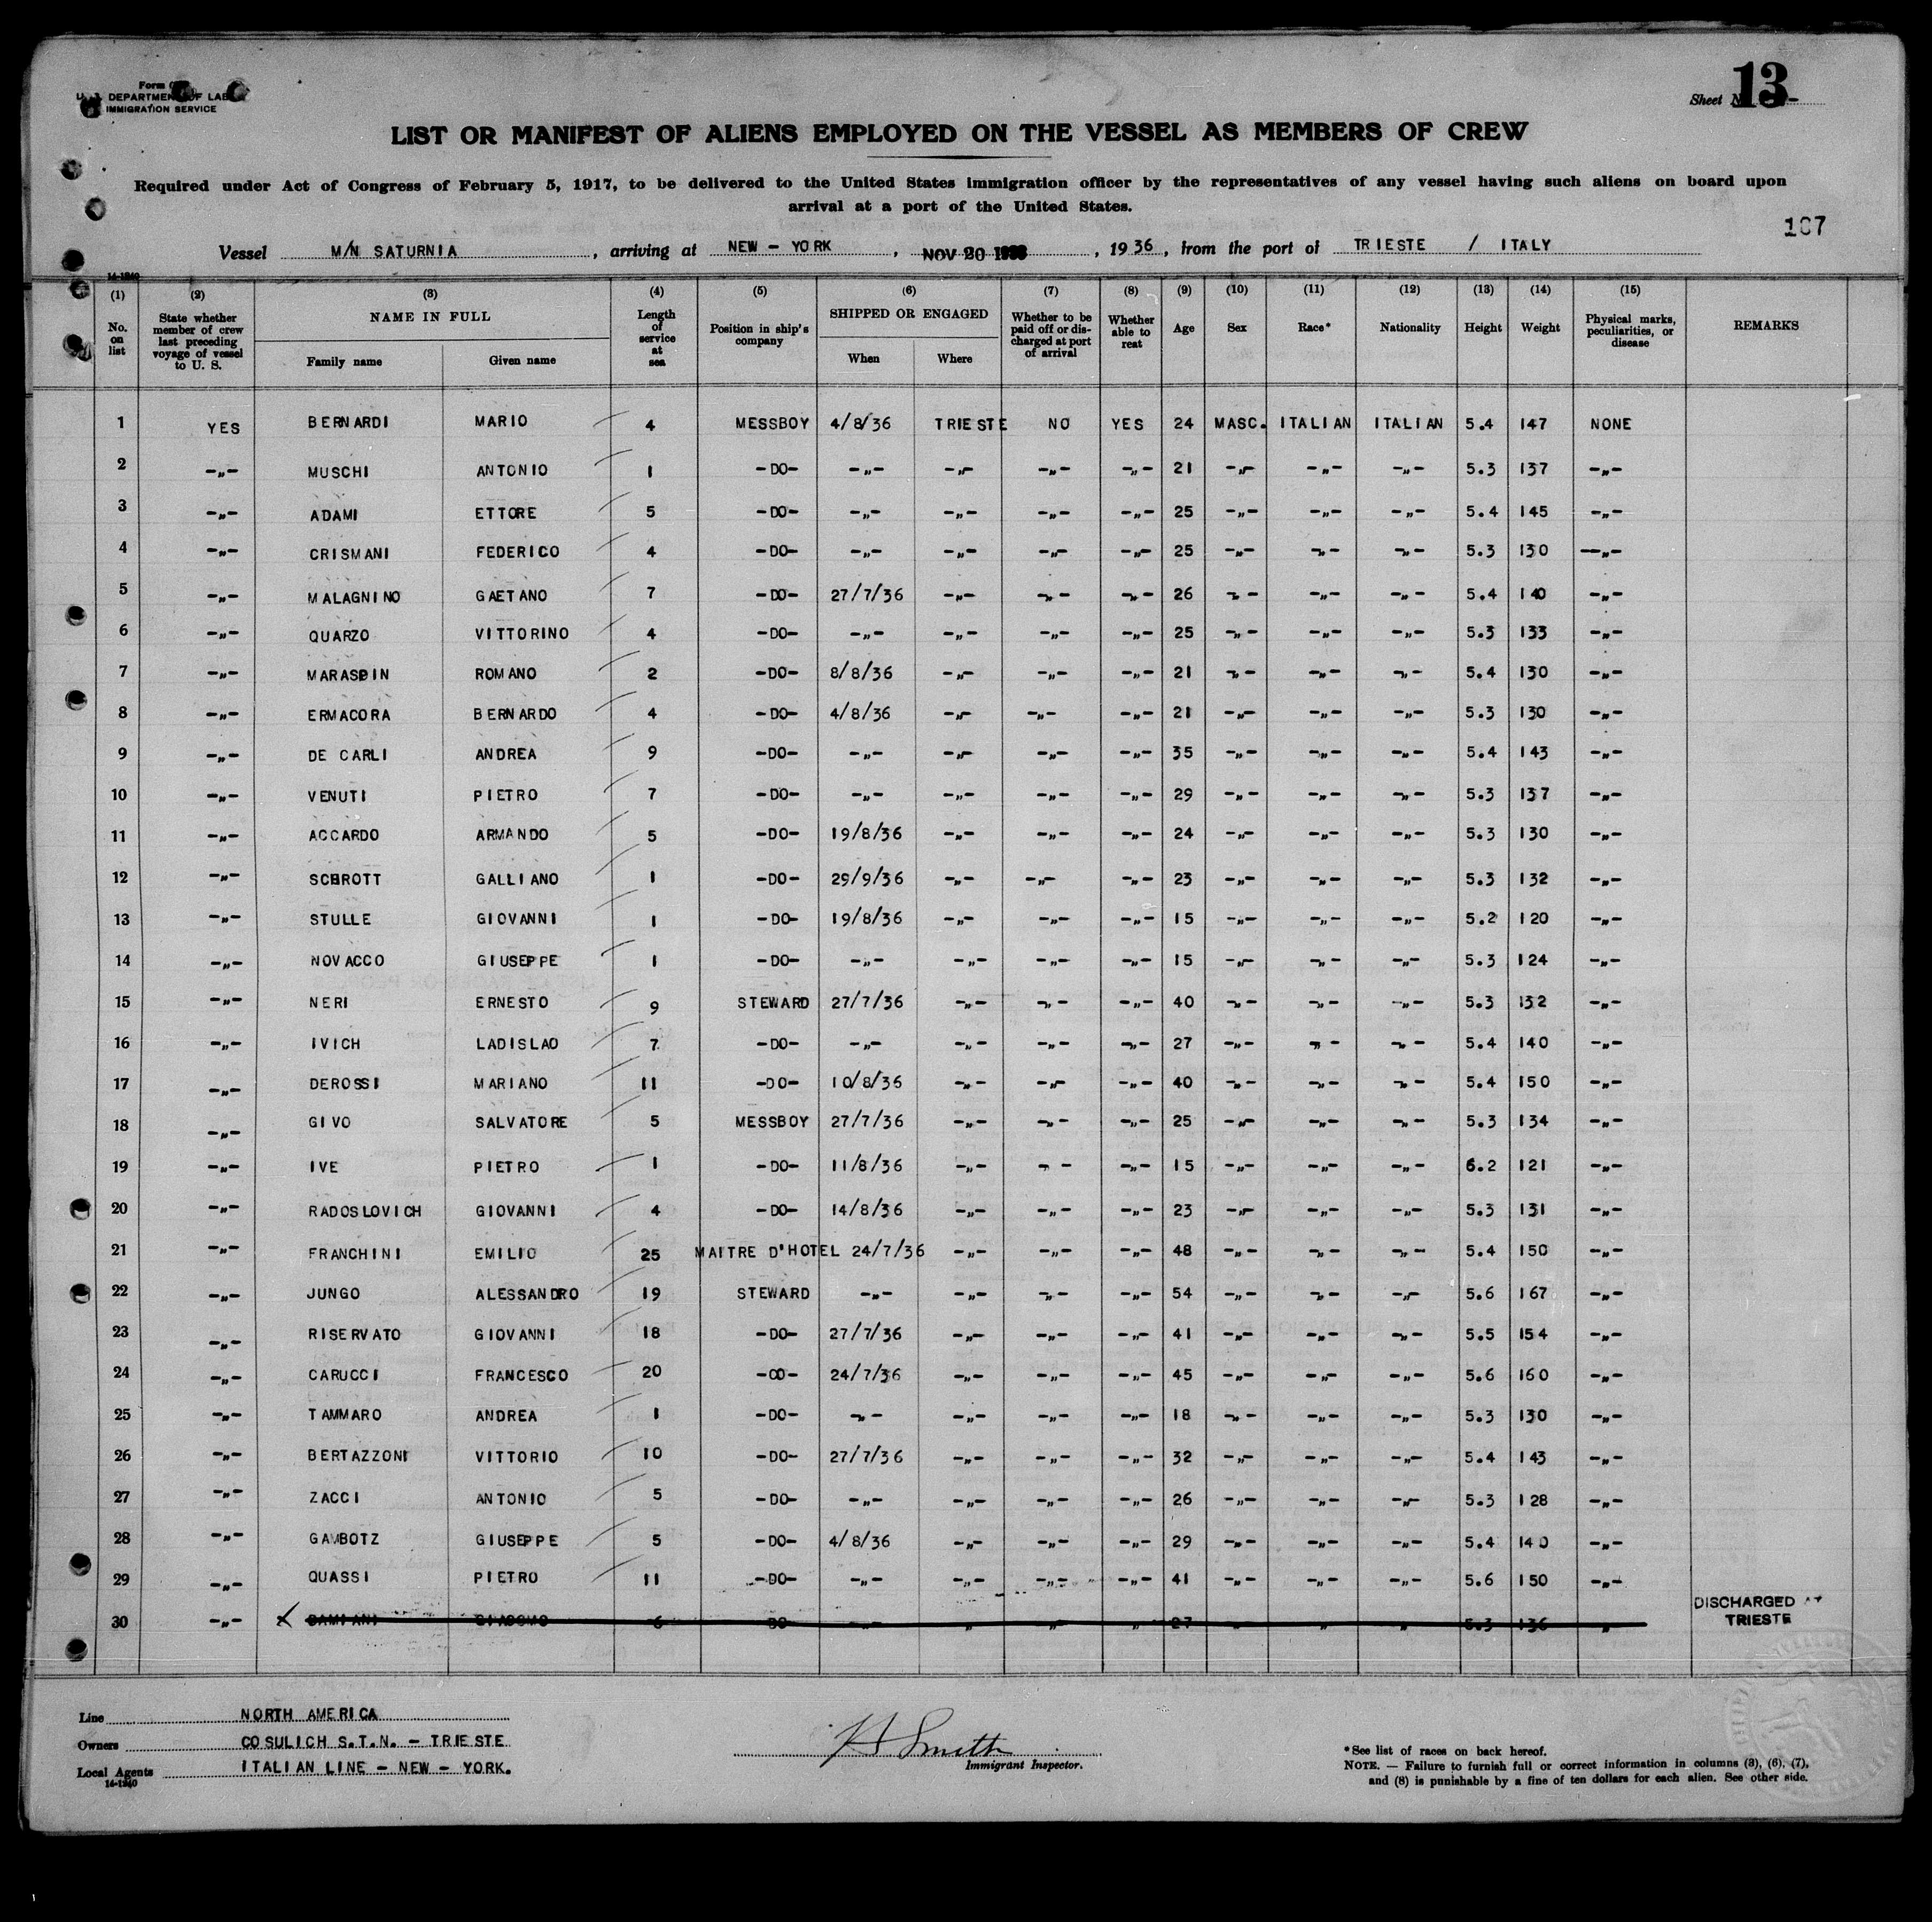 Form
U. S. DEPARTMENT OF LAB
IMMIGRATION SERVICE
Sheet N 13
LIST OR MANIFEST OF ALIENS EMPLOYED ON THE VESSEL AS MEMBERS OF CREW
Required under Act of Congress of February 5, 1917, to be delivered to the United States immigration officer by the representatives of any vessel having such aliens on board upon
arrival at a port of the United States.
167
Vessel M/N SATURNIA, arriving at NEW - YORK, NOV 20, 1936, from the port of TRIESTE / ITALY
14-1240
(1) No. on list (2) State whether member of crew last preceding voyage of vessel to U. S. (3) NAME IN FULL Family name Given name (4) Length of service at sea (5) Position in ship's company (6) SHIPPED OR ENGAGED When Where (7) Whether to be paid off or discharged at port of arrival (8) Whether able to read (9) Age (10) Sex (11) Race* (12) Nationality (13) Height (14) Weight (15) Physical marks, peculiarities, or disease REMARKS
1 YES BERNARDI MARIO 4 MESSBOY 4/8/36 TRIESTE NO YES 24 MASC. ITALIAN ITALIAN 5.4 147 NONE
2 -"- MUSCHI ANTONIO 1 -DO- -"- -"- -"- -"- 21 -"- -"- -"- 5.3 137 -"-
3 -"- ADAMI ETTORE 5 -DO- -"- -"- -"- -"- 25 -"- -"- -"- 5.4 145 -"-
4 -"- CRISMANI FEDERICO 4 -DO- -"- -"- -"- -"- 25 -"- -"- -"- 5.3 130 -"-
5 -"- MALAGNINO GAETANO 7 -DO- 27/7/36 -"- -"- -"- 26 -"- -"- -"- 5.4 140 -"-
6 -"- QUARZO VITTORINO 4 -DO- -"- -"- -"- -"- 25 -"- -"- -"- 5.3 133 -"-
7 -"- MARASPIN ROMANO 2 -DO- 8/8/36 -"- -"- -"- 21 -"- -"- -"- 5.4 130 -"-
8 -"- ERMACORA BERNARDO 4 -DO- 4/8/36 -"- -"- -"- 21 -"- -"- -"- 5.3 130 -"-
9 -"- DE CARLI ANDREA 9 -DO- -"- -"- -"- -"- 35 -"- -"- -"- 5.4 143 -"-
10 -"- VENUTI PIETRO 7 -DO- -"- -"- -"- -"- 29 -"- -"- -"- 5.3 137 -"-
11 -"- ACCARDO ARMANDO 5 -DO- 19/8/36 -"- -"- -"- 24 -"- -"- -"- 5.3 130 -"-
12 -"- SCHROTT GALLIANO 1 -DO- 29/9/36 -"- -"- -"- 23 -"- -"- -"- 5.3 132 -"-
13 -"- STULLE GIOVANNI 1 -DO- 19/8/36 -"- -"- -"- 15 -"- -"- -"- 5.2 120 -"-
14 -"- NOVACCO GIUSEPPE 1 -DO- -"- -"- -"- -"- 15 -"- -"- -"- 5.3 124 -"-
15 -"- NERI ERNESTO 9 STEWARD 27/7/36 -"- -"- -"- 40 -"- -"- -"- 5.3 132 -"-
16 -"- IVICH LADISLAO 7 -DO- -"- -"- -"- -"- 27 -"- -"- -"- 5.4 140 -"-
17 -"- DEROSSI MARIANO 11 -DO- 10/8/36 -"- -"- -"- 40 -"- -"- -"- 5.4 150 -"-
18 -"- GIVO SALVATORE 5 MESSBOY 27/7/36 -"- -"- -"- 25 -"- -"- -"- 5.3 134 -"-
19 -"- IVE PIETRO 1 -DO- 11/8/36 -"- -"- -"- 15 -"- -"- -"- 6.2 121 -"-
20 -"- RADOSLOVICH GIOVANNI 4 -DO- 14/8/36 -"- -"- -"- 23 -"- -"- -"- 5.3 131 -"-
21 -"- FRANCHINI EMILIO 25 MAITRE D'HOTEL 24/7/36 -"- -"- -"- 48 -"- -"- -"- 5.4 150 -"-
22 -"- JUNGO ALESSANDRO 19 STEWARD -"- -"- -"- -"- 54 -"- -"- -"- 5.6 167 -"-
23 -"- RISERVATO GIOVANNI 18 -DO- 27/7/36 -"- -"- -"- 41 -"- -"- -"- 5.5 154 -"-
24 -"- CARUCCI FRANCESCO 20 -OO- 24/7/36 -"- -"- -"- 45 -"- -"- -"- 5.6 160 -"-
25 -"- TAMMARO ANDREA 1 -DO- -"- -"- -"- -"- 18 -"- -"- -"- 5.3 130 -"-
26 -"- BERTAZZONI VITTORIO 10 -DO- 27/7/36 -"- -"- -"- 32 -"- -"- -"- 5.4 143 -"-
27 -"- ZACCI ANTONIO 5 -DO- -"- -"- -"- -"- 26 -"- -"- -"- 5.3 128 -"-
28 -"- GAMBOTZ GIUSEPPE 5 -DO- 4/8/36 -"- -"- -"- 29 -"- -"- -"- 5.4 140 -"-
29 -"- QUASSI PIETRO 11 -DO- -"- -"- -"- -"- 41 -"- -"- -"- 5.6 150 -"-
30 -"- DAMIANI GIACOMO 6 DO " " " " 27 " " " 5.3 136 " DISCHARGED AT TRIESTE
Line NORTH AMERICA
Owners COSULICH S.T.N. - TRIESTE
Local Agents ITALIAN LINE - NEW - YORK.
14-1240
H Smith
Immigrant Inspector.
*See list of races on back hereof.
NOTE. — Failure to furnish full or correct information in columns (3), (6), (7),
and (8) is punishable by a fine of ten dollars for each alien. See other side.